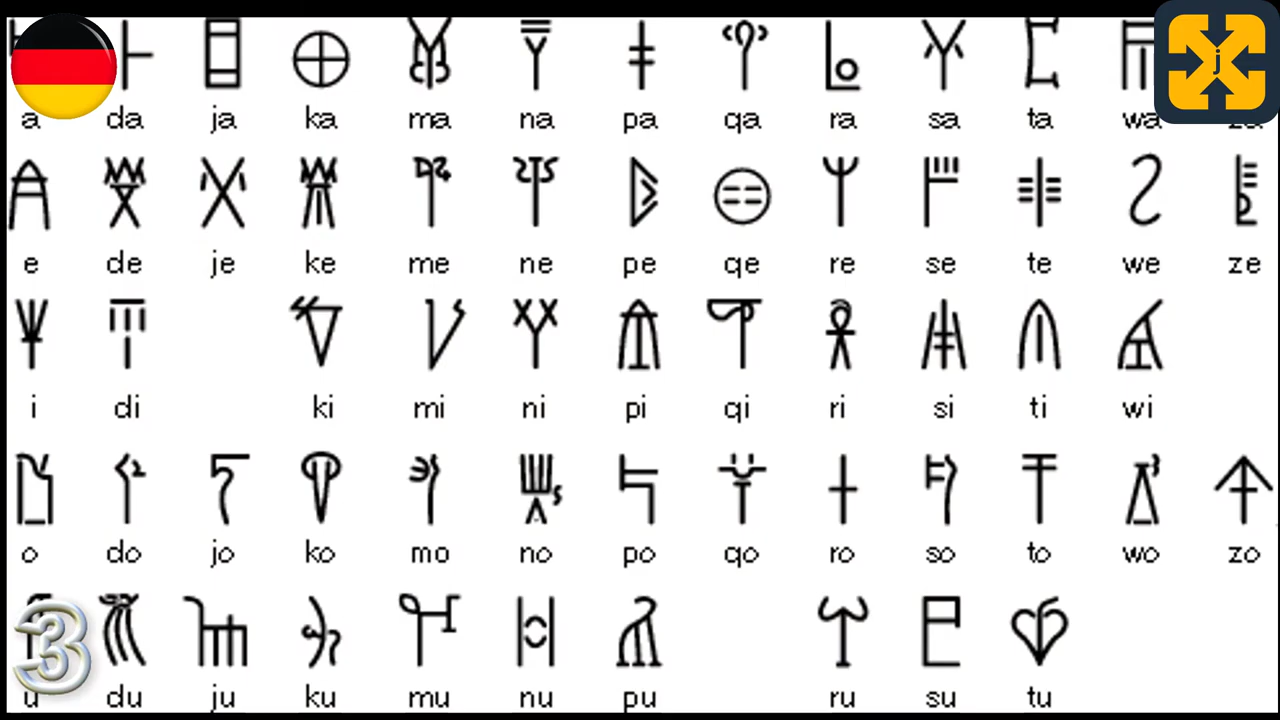 𐀅 𐀊 𐀏 𐀔 𐀙 𐀞 𐀣 𐀨 𐀭 𐀲 𐀷
a da ja ka ma na pa qa ra sa ta wa za
𐀁 𐀆 𐀋 𐀐 𐀕 𐀚 𐀟 𐀤 𐀩 𐀮 𐀳 𐀸 𐀽
e de je ke me ne pe qe re se te we ze
𐀂 𐀇 𐀑 𐀖 𐀛 𐀠 𐀥 𐀪 𐀯 𐀴 𐀹
i di ki mi ni pi qi ri si ti wi
𐀃 𐀈 𐀍 𐀒 𐀗 𐀜 𐀡 𐀦 𐀫 𐀰 𐀵 𐀺 𐀿
o do jo ko mo no po qo ro so to wo zo
𐀉 𐀎 𐀓 𐀘 𐀝 𐀢 𐀬 𐀱 𐀶
u du ju ku mu nu pu ru su tu
3
j